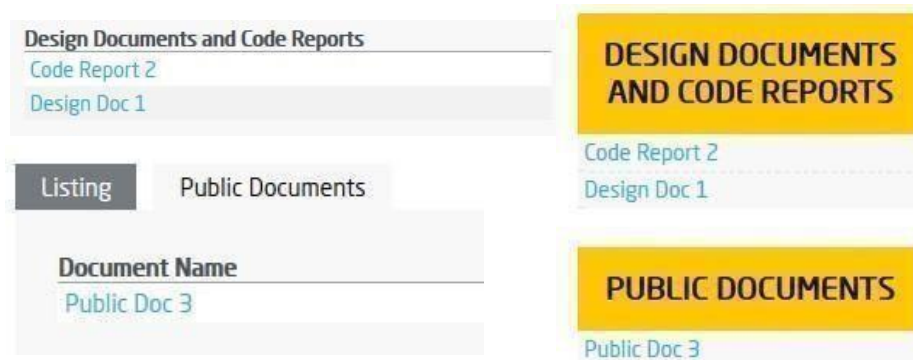 Design Documents and Code Reports
Code Report 2
Design Doc 1
Listing
Public Documents
Document Name
Public Doc 3
DESIGN DOCUMENTS
AND CODE REPORTS
Code Report 2
Design Doc 1
PUBLIC DOCUMENTS
Public Doc 3